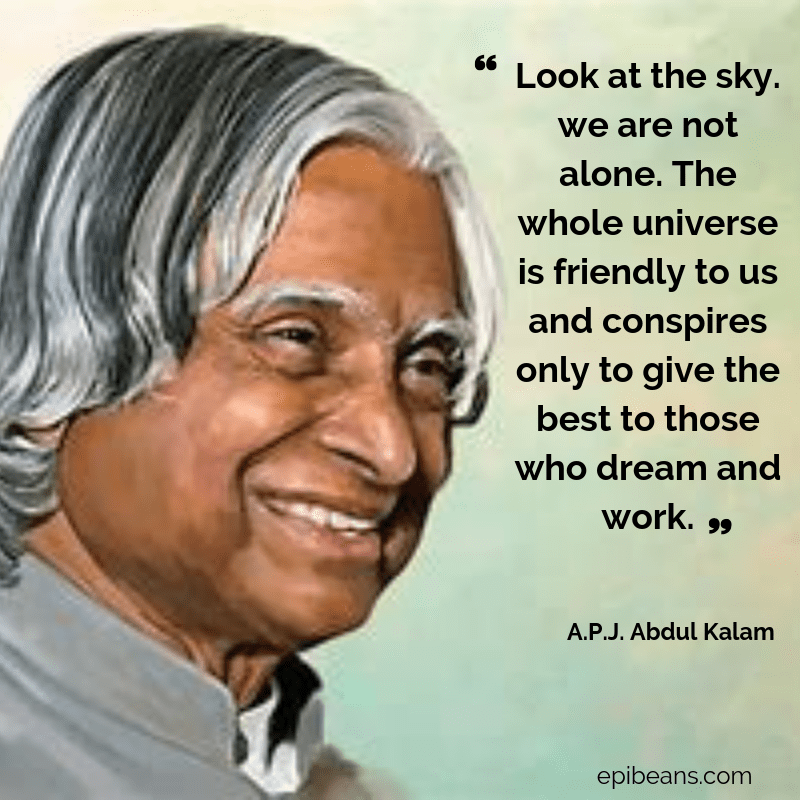 “ Look at the sky.
we are not
alone. The
whole universe
is friendly to us
and conspires
only to give the
best to those
who dream and
work. ”
A.P.J. Abdul Kalam
epibeans.com